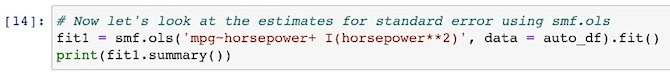 [14]: # Now let's look at the estimates for standard error using smf.ols
fit1 = smf.ols('mpg~horsepower+ I(horsepower**2)', data = auto_df).fit()
print(fit1.summary())